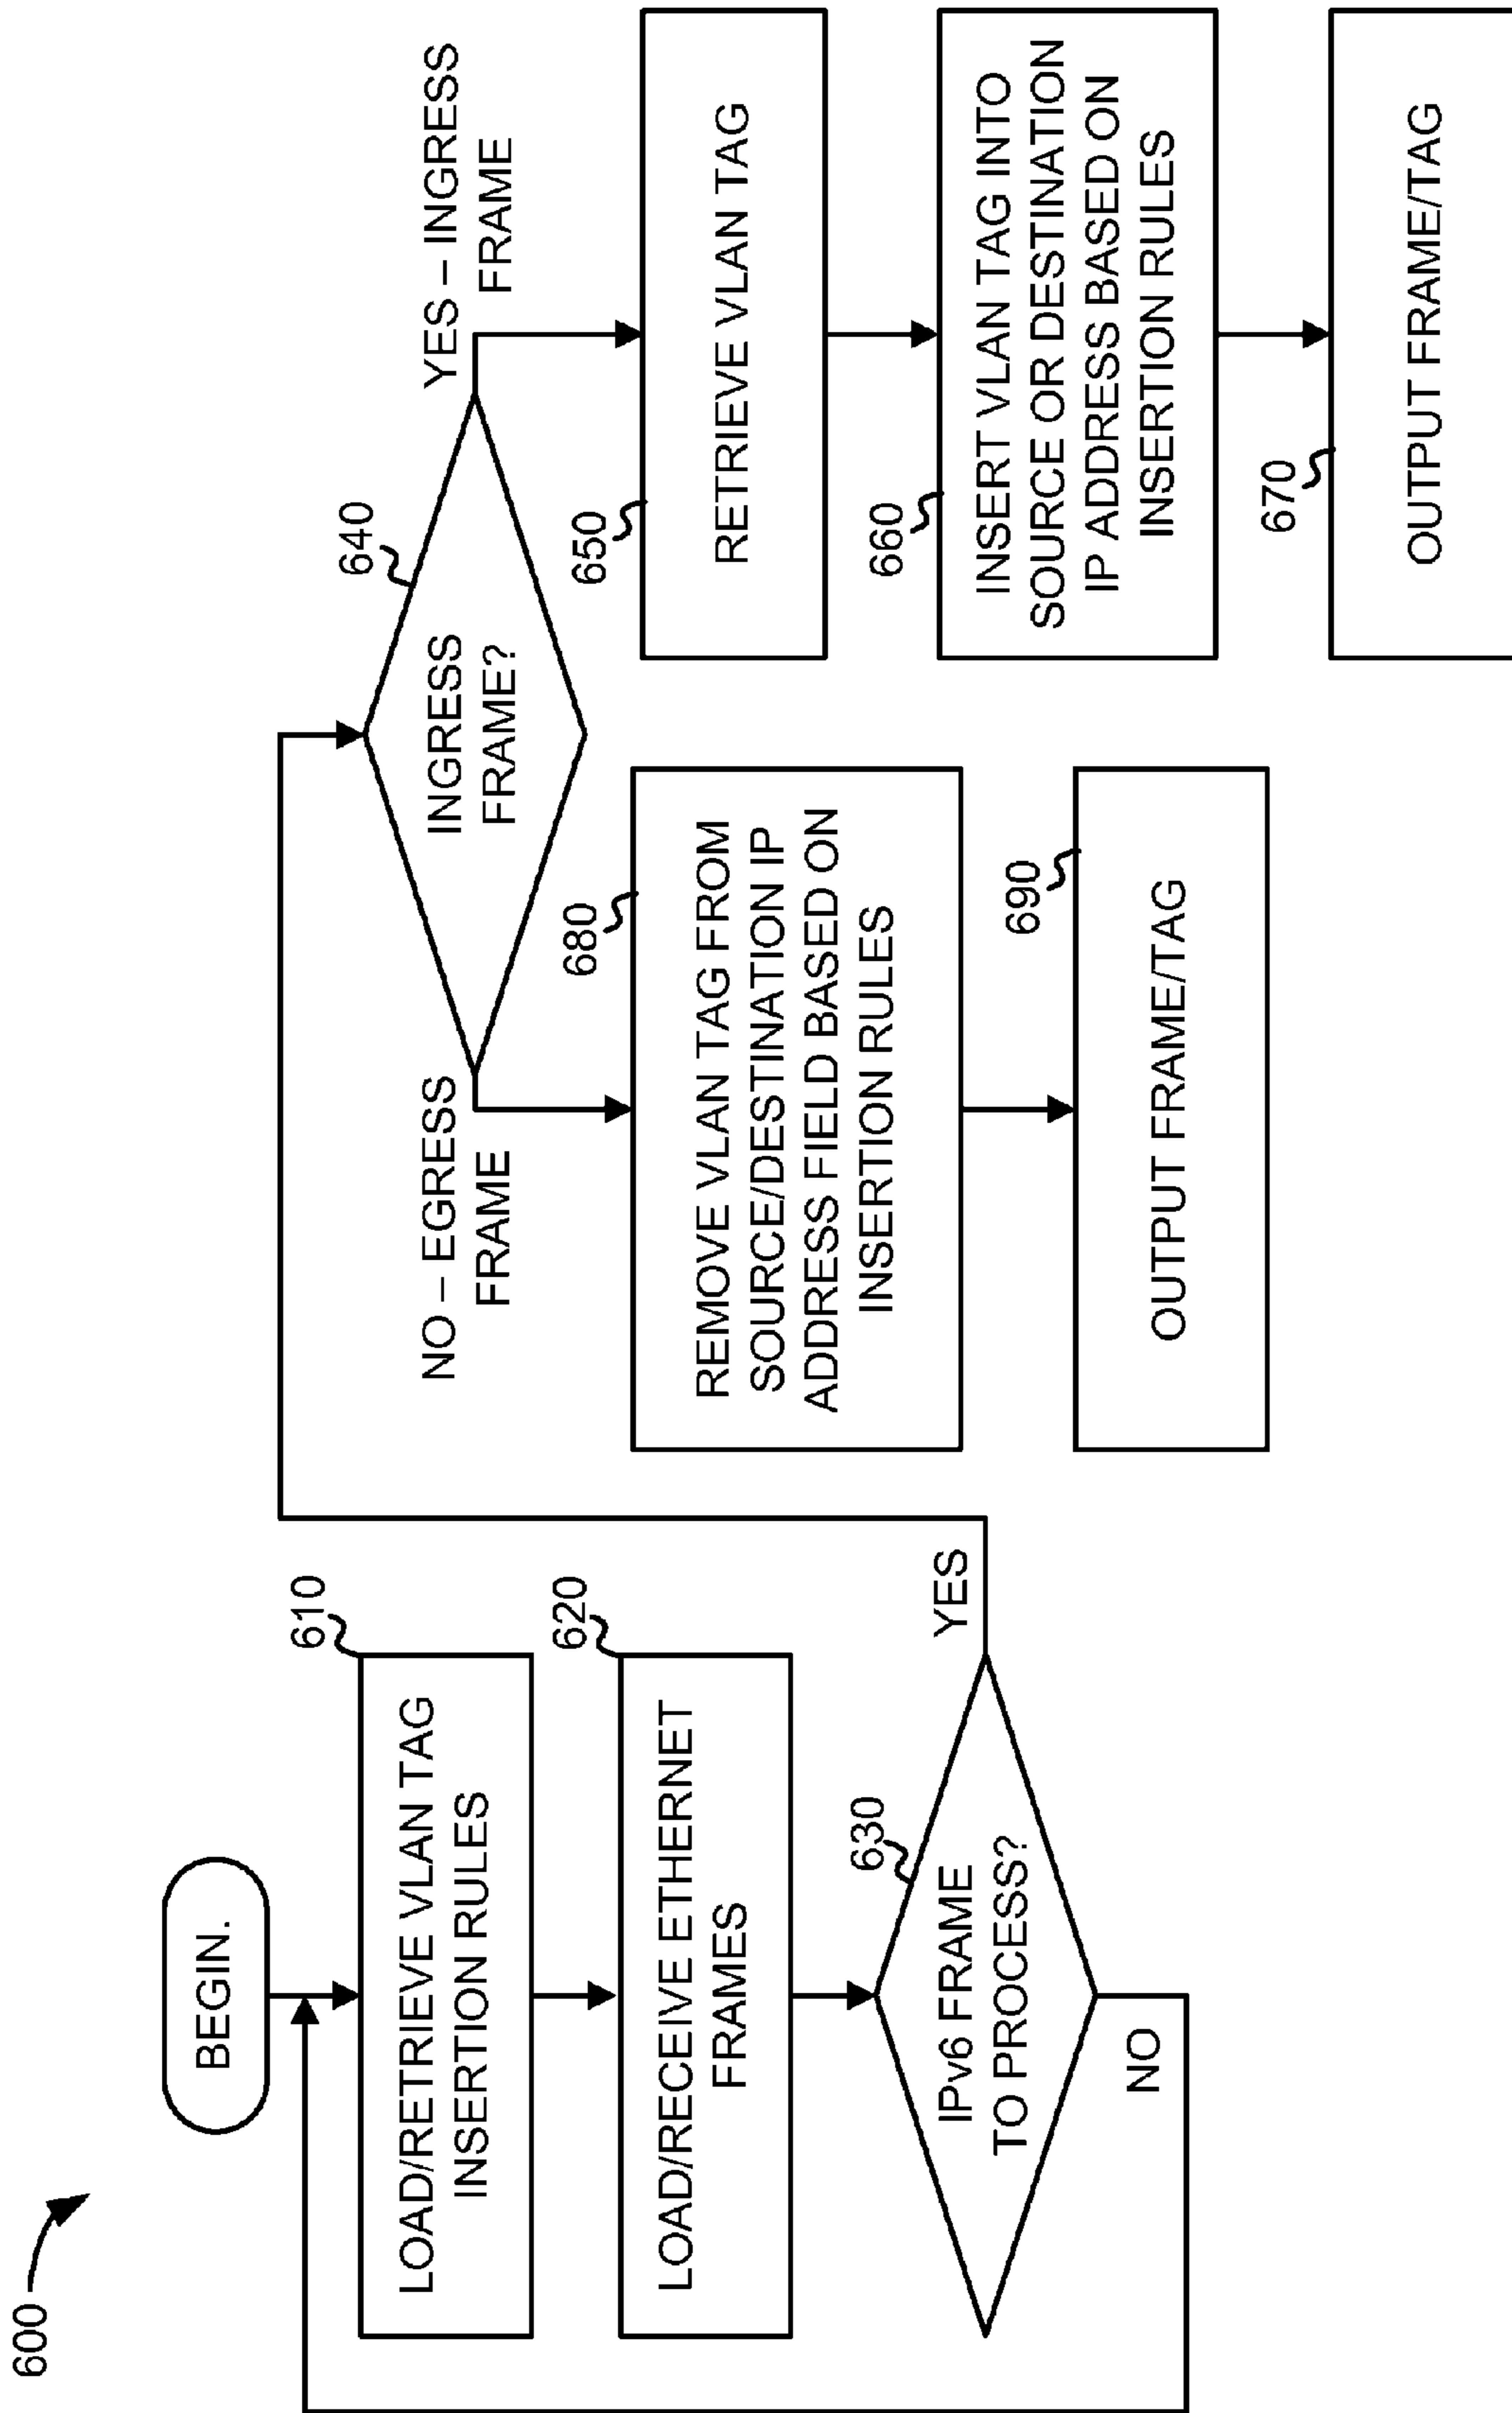 600
BEGIN.
610
LOAD/RETRIEVE VLAN TAG
INSERTION RULES
620
LOAD/RECEIVE ETHERNET
FRAMES
630
IPv6 FRAME
TO PROCESS?
YES
NO
640
INGRESS
FRAME?
NO – EGRESS
FRAME
YES – INGRESS
FRAME
680
REMOVE VLAN TAG FROM
SOURCE/DESTINATION IP
ADDRESS FIELD BASED ON
INSERTION RULES
690
OUTPUT FRAME/TAG
650
RETRIEVE VLAN TAG
660
INSERT VLAN TAG INTO
SOURCE OR DESTINATION
IP ADDRESS BASED ON
INSERTION RULES
670
OUTPUT FRAME/TAG